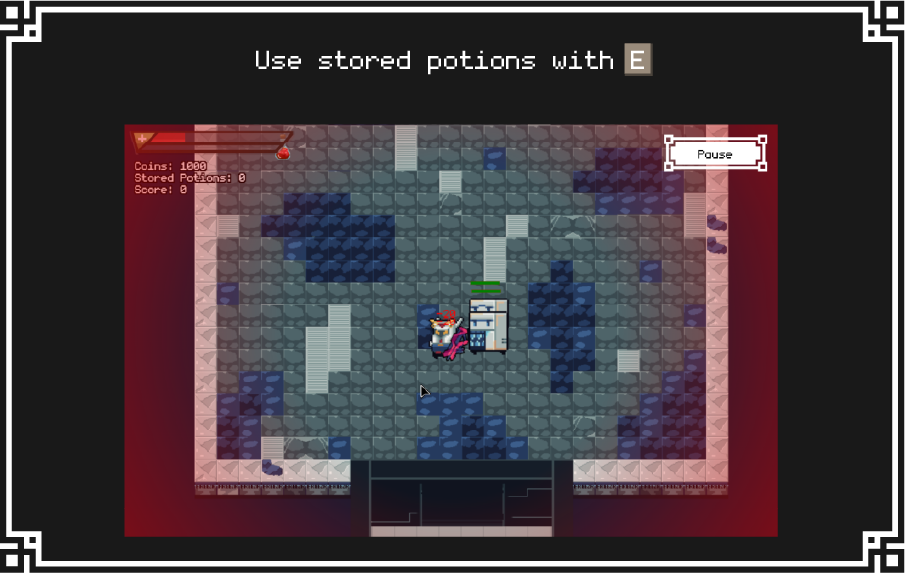 Use stored potions with E
Coins: 1000
Stored Potions: 0
Score: 0
Pause